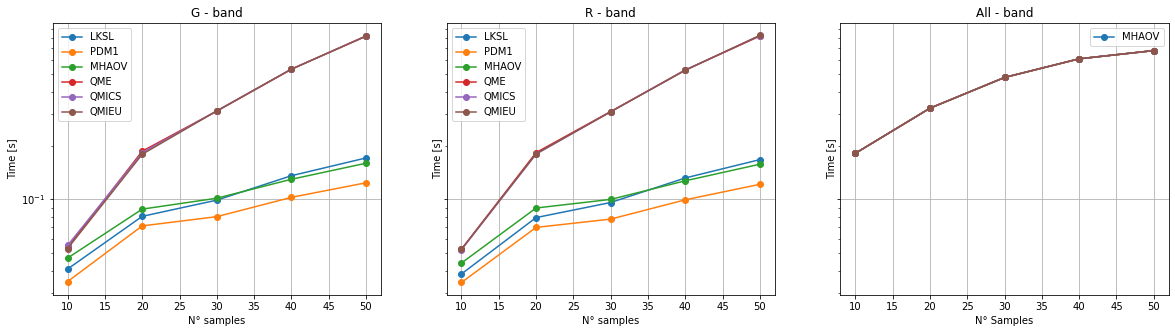 G - band
LKSL
PDM1
MHAOV
QME
QMICS
QMIEU
Time [s]
10⁻¹
10 15 20 25 30 35 40 45 50
N° samples
R - band
LKSL
PDM1
MHAOV
QME
QMICS
QMIEU
Time [s]
10 15 20 25 30 35 40 45 50
N° samples
All - band
MHAOV
Time [s]
10 15 20 25 30 35 40 45 50
N° Samples